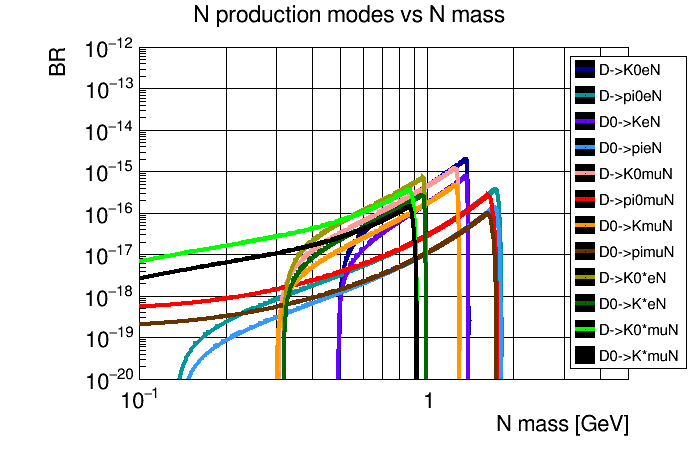 N production modes vs N mass
BR
10⁻¹²
10⁻¹³
10⁻¹⁴
10⁻¹⁵
10⁻¹⁶
10⁻¹⁷
10⁻¹⁸
10⁻¹⁹
10⁻²⁰
10⁻¹
1
N mass [GeV]
D->K0eN
D->pi0eN
D0->KeN
D0->pieN
D->K0muN
D->pi0muN
D0->KmuN
D0->pimuN
D->K0*eN
D0->K*eN
D->K0*muN
D0->K*muN